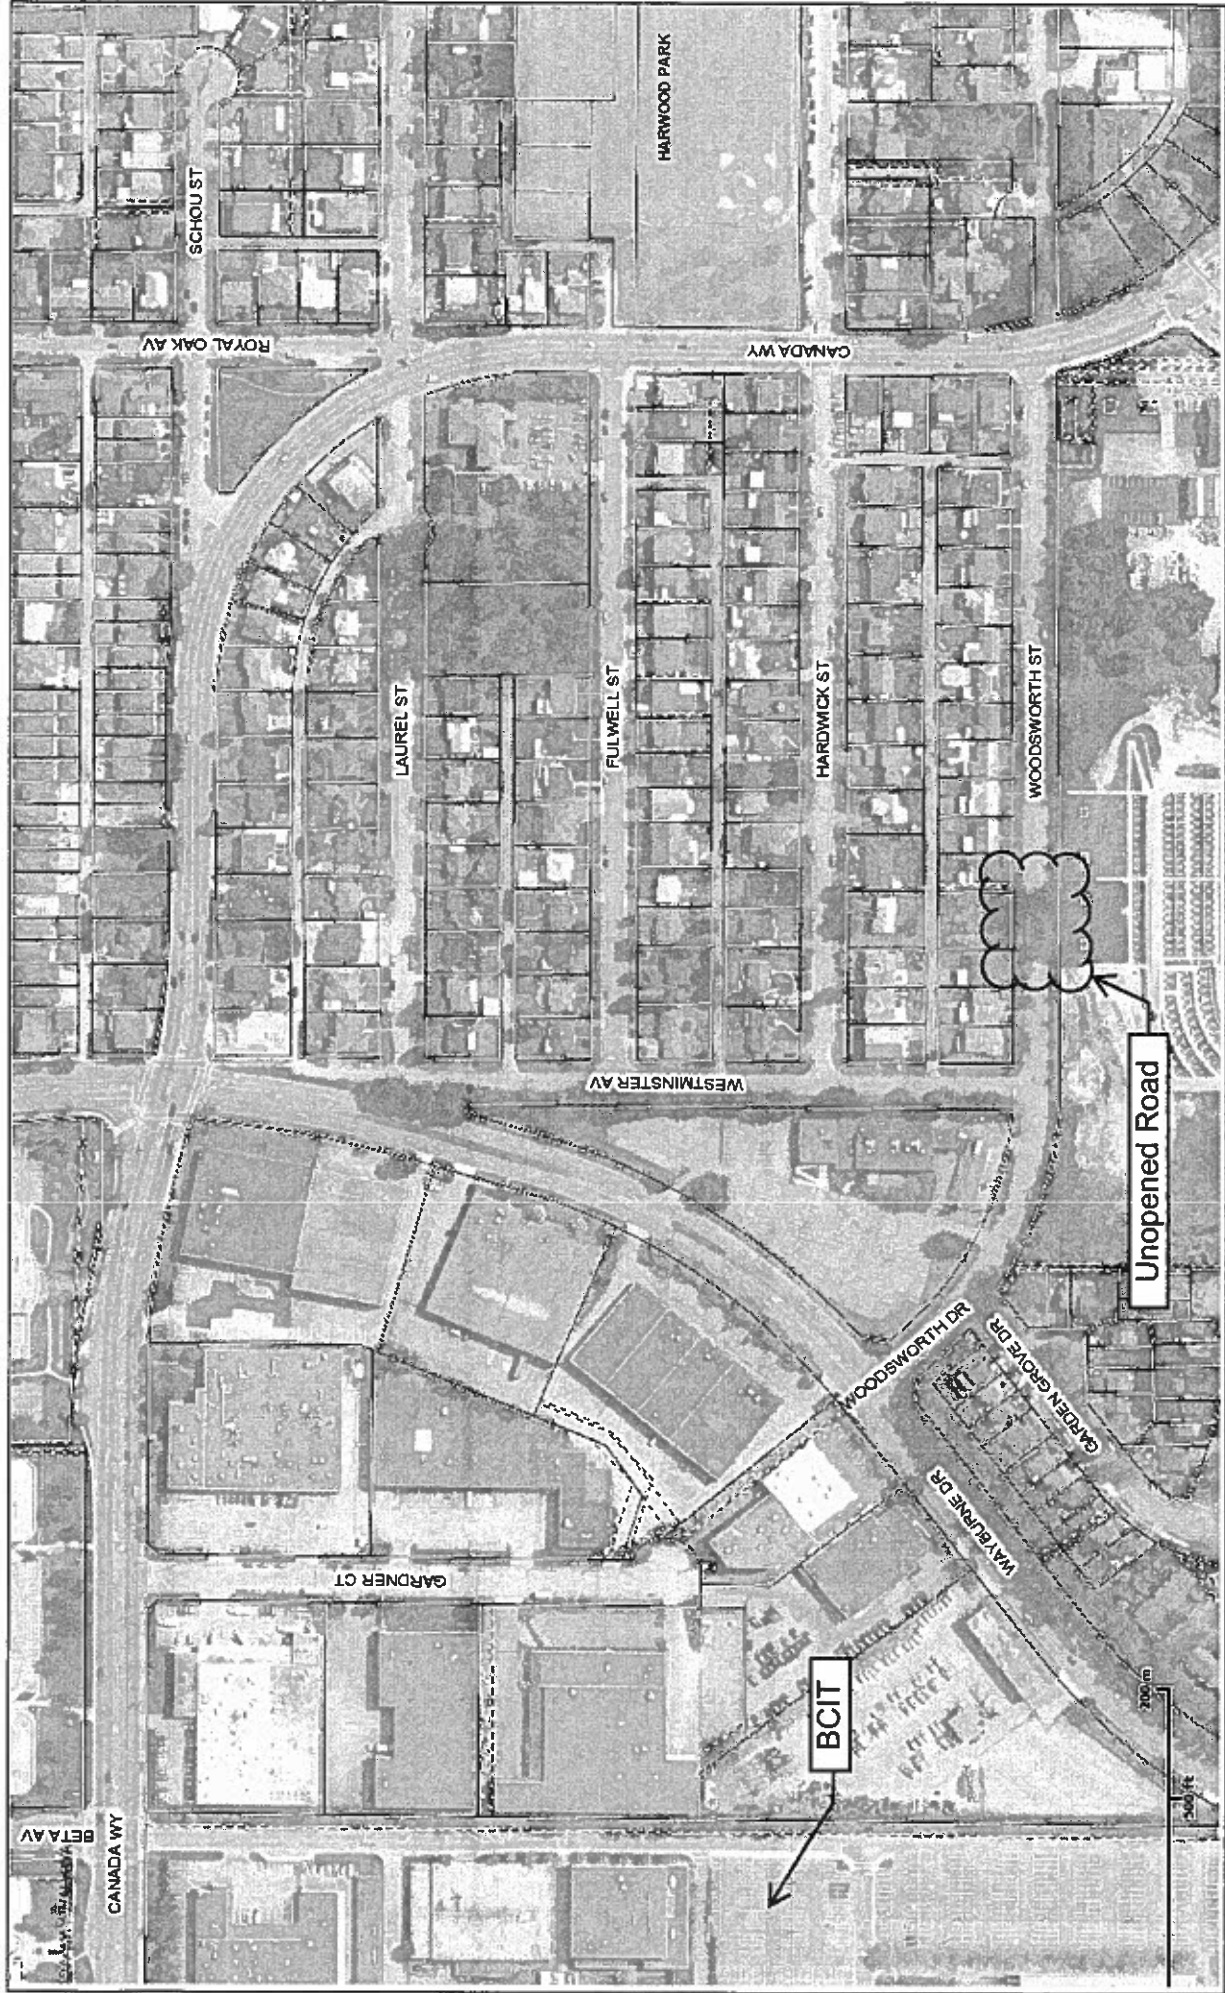 BETA AV
CANADA WY
GARDNER CT
BCIT
WAYBURNE DR
GARDEN GROVE DR
WOODSWORTH DR
Unopened Road
WESTMINSTER AV
LAUREL ST
FULWELL ST
HARDWICK ST
WOODSWORTH ST
ROYAL OAK AV
CANADA WY
SCHOU ST
HARWOOD PARK
200 m
500 ft